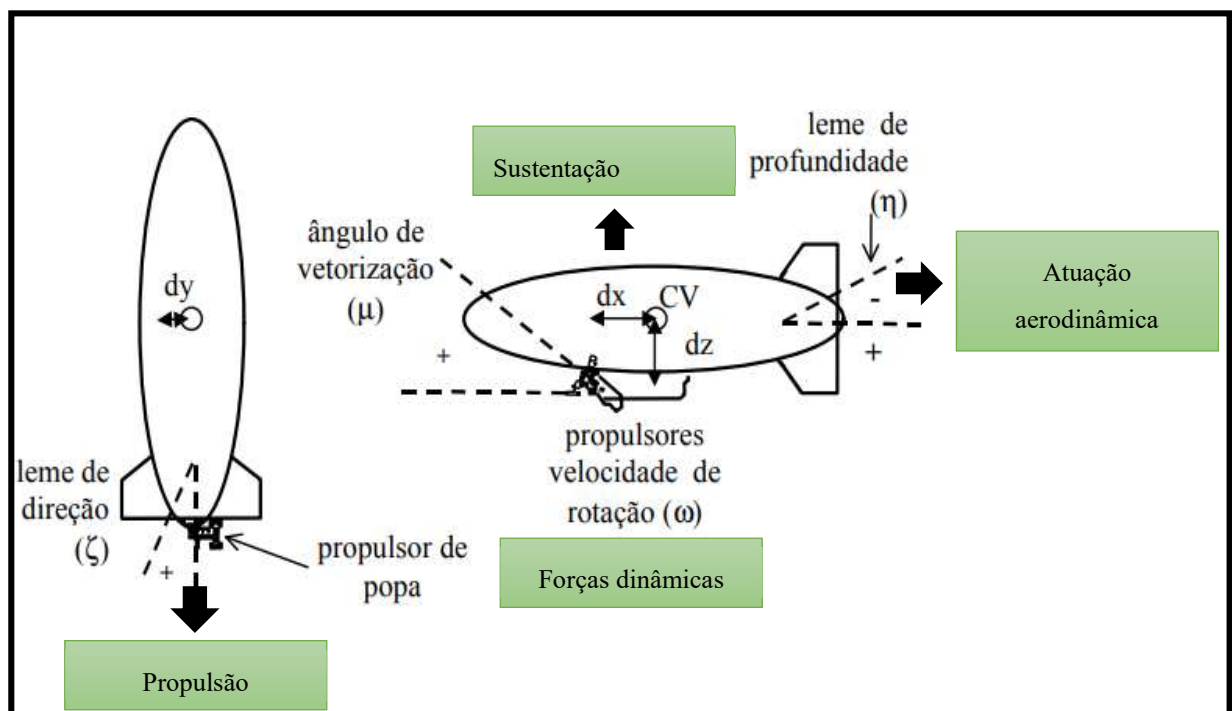 dy
leme de
direção
(ζ)
+
propulsor de
popa
Propulsão
Sustentação
ângulo de
vetorização
(μ)
+
dx
CV
dz
propulsores
velocidade de
rotação (ω)
Forças dinâmicas
leme de
profundidade
(η)
-
+
Atuação
aerodinâmica